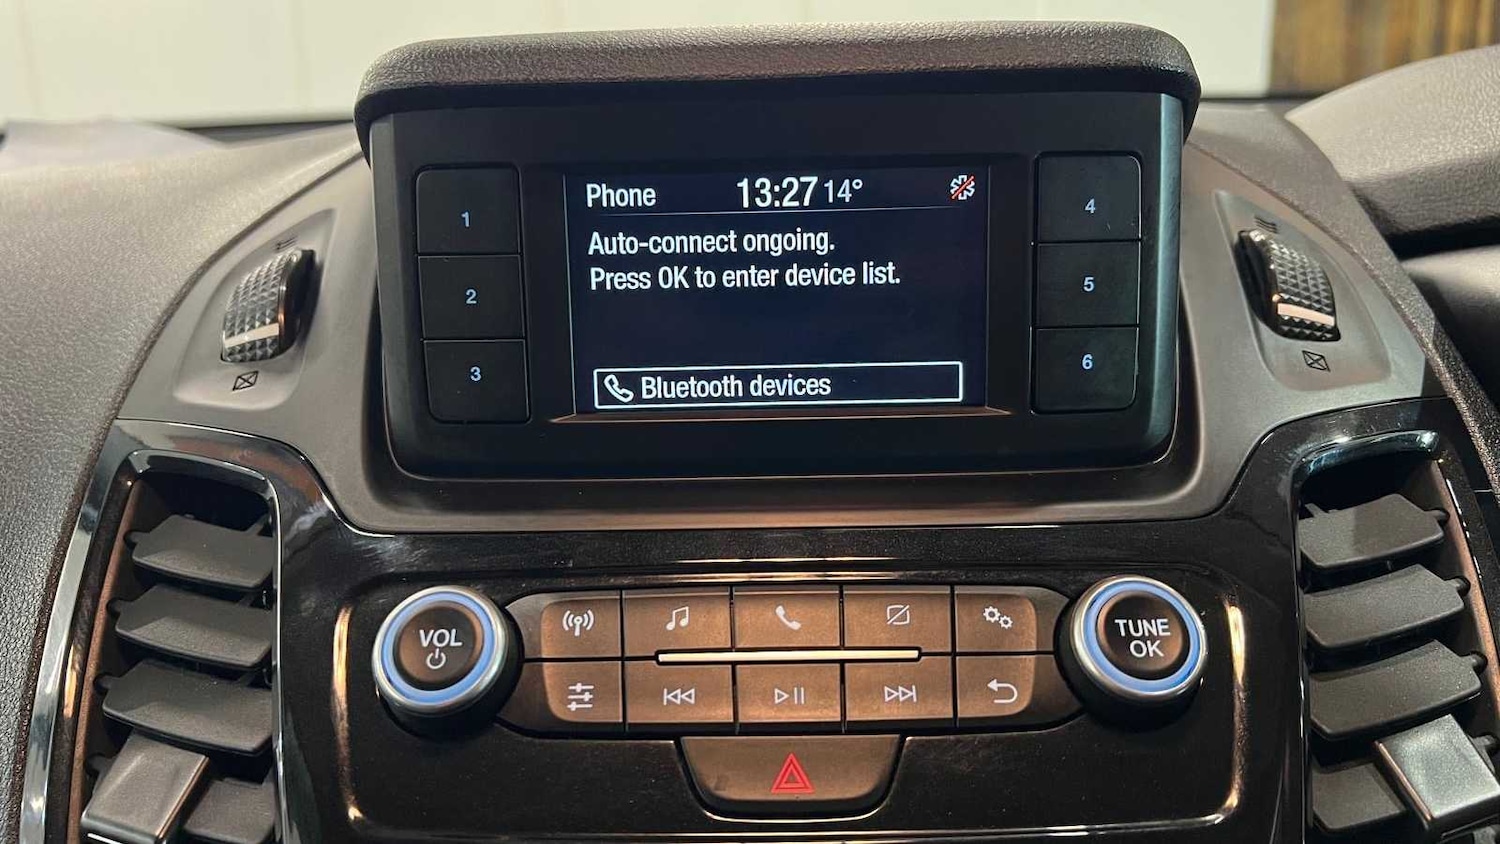 Phone 13:27 14°
Auto-connect ongoing.
Press OK to enter device list.
Bluetooth devices
1
2
3
4
5
6
VOL
TUNE
OK